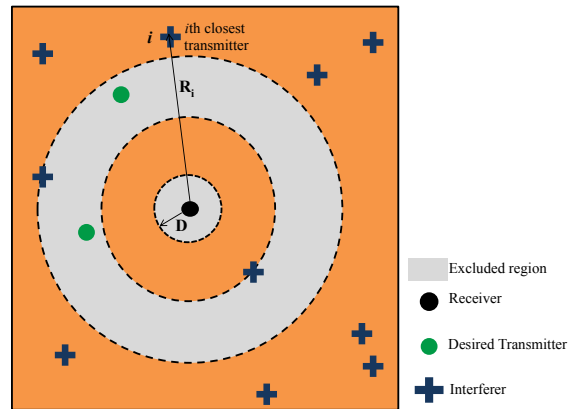 i
ith closest
transmitter
Ri
D
Excluded region
Receiver
Desired Transmitter
Interferer